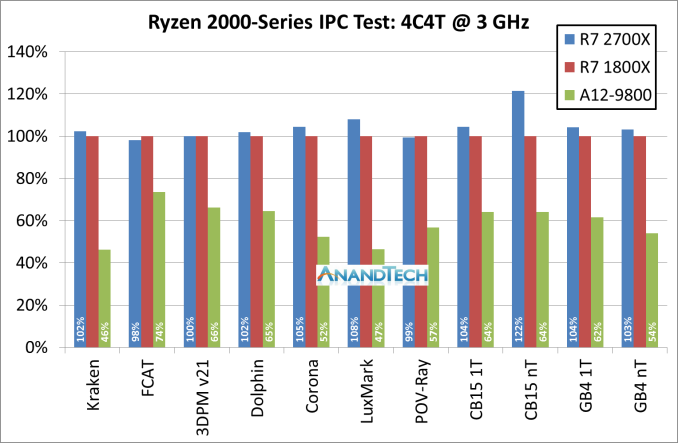 Ryzen 2000-Series IPC Test: 4C4T @ 3 GHz
R7 2700X
R7 1800X
A12-9800
140%
120%
100%
80%
60%
40%
20%
0%
ANANDTECH
102%
46%
98%
74%
100%
66%
102%
65%
105%
52%
108%
47%
99%
57%
104%
64%
122%
64%
104%
62%
103%
54%
Kraken
FCAT
3DPM v21
Dolphin
Corona
LuxMark
POV-Ray
CB15 1T
CB15 nT
GB4 1T
GB4 nT